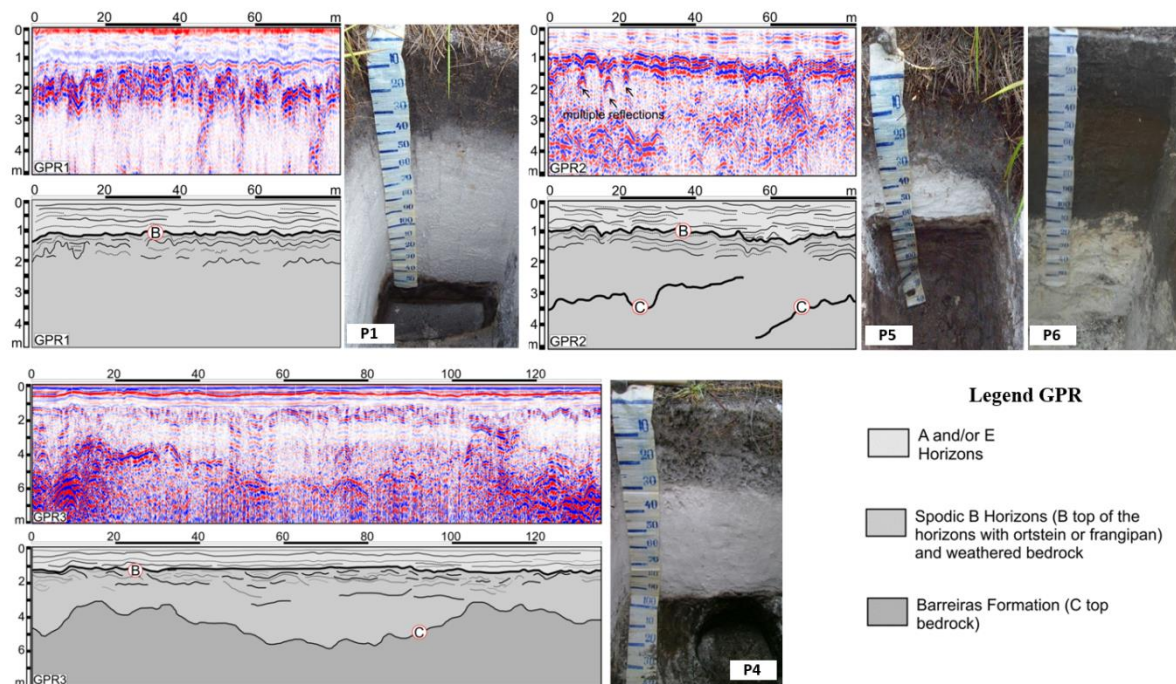 20 40 60 m
0
1
2
3
4
m
GPR1
20 40 60 m
0
1
2
3
4
m
B
GPR1
P1
20 40 60 m
0
1
2
3
4
m
multiple reflections
GPR2
20 40 60 m
0
1
2
3
4
m
B
C
C
GPR2
P5
P6
0 20 40 60 80 100 120
0
2
4
6
m
GPR3
0 20 40 60 80 100 120
0
2
4
6
m
B
C
GPR3
P4
Legend GPR
A and/or E
Horizons
Spodic B Horizons (B top of the
horizons with ortstein or frangipan)
and weathered bedrock
Barreiras Formation (C top
bedrock)